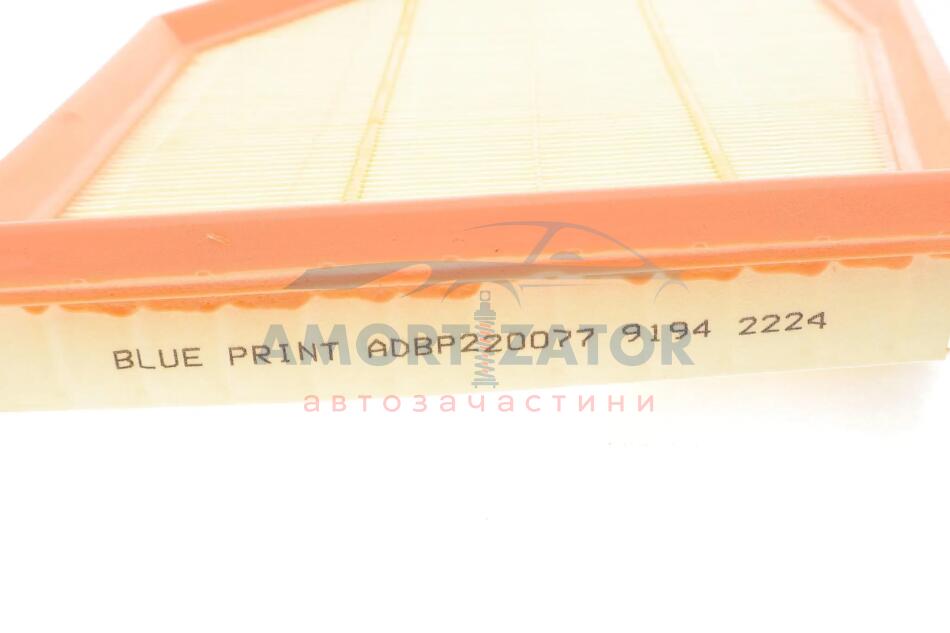 BLUE PRINT ADBP220077 9194 2224
AMORTIZATOR
автозачастини